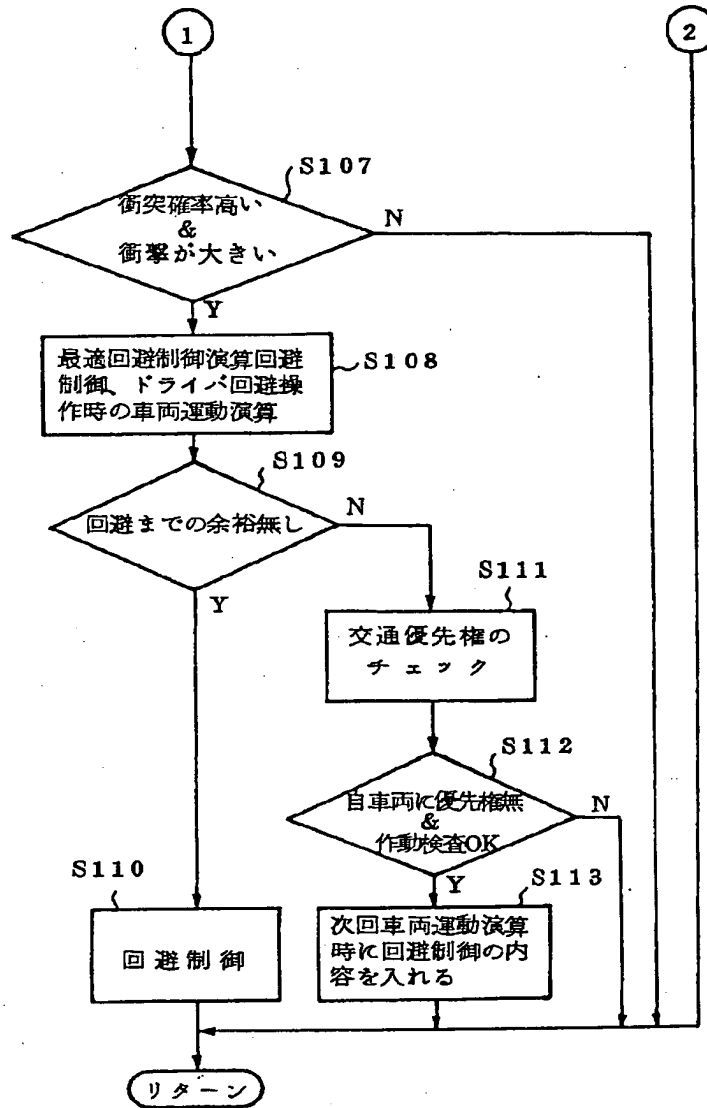 1
2
S107
衝突確率高い
&
衝撃が大きい
N
Y
最適回避制御演算回避
制御、ドライバ回避操
作時の車両運動演算
S108
S109
回避までの余裕無し
N
Y
S111
交通優先権の
チェック
S112
自車両に優先権無
&
作動検査OK
N
Y
S110
回避制御
S113
次回車両運動演算
時に回避制御の内
容を入れる
リターン